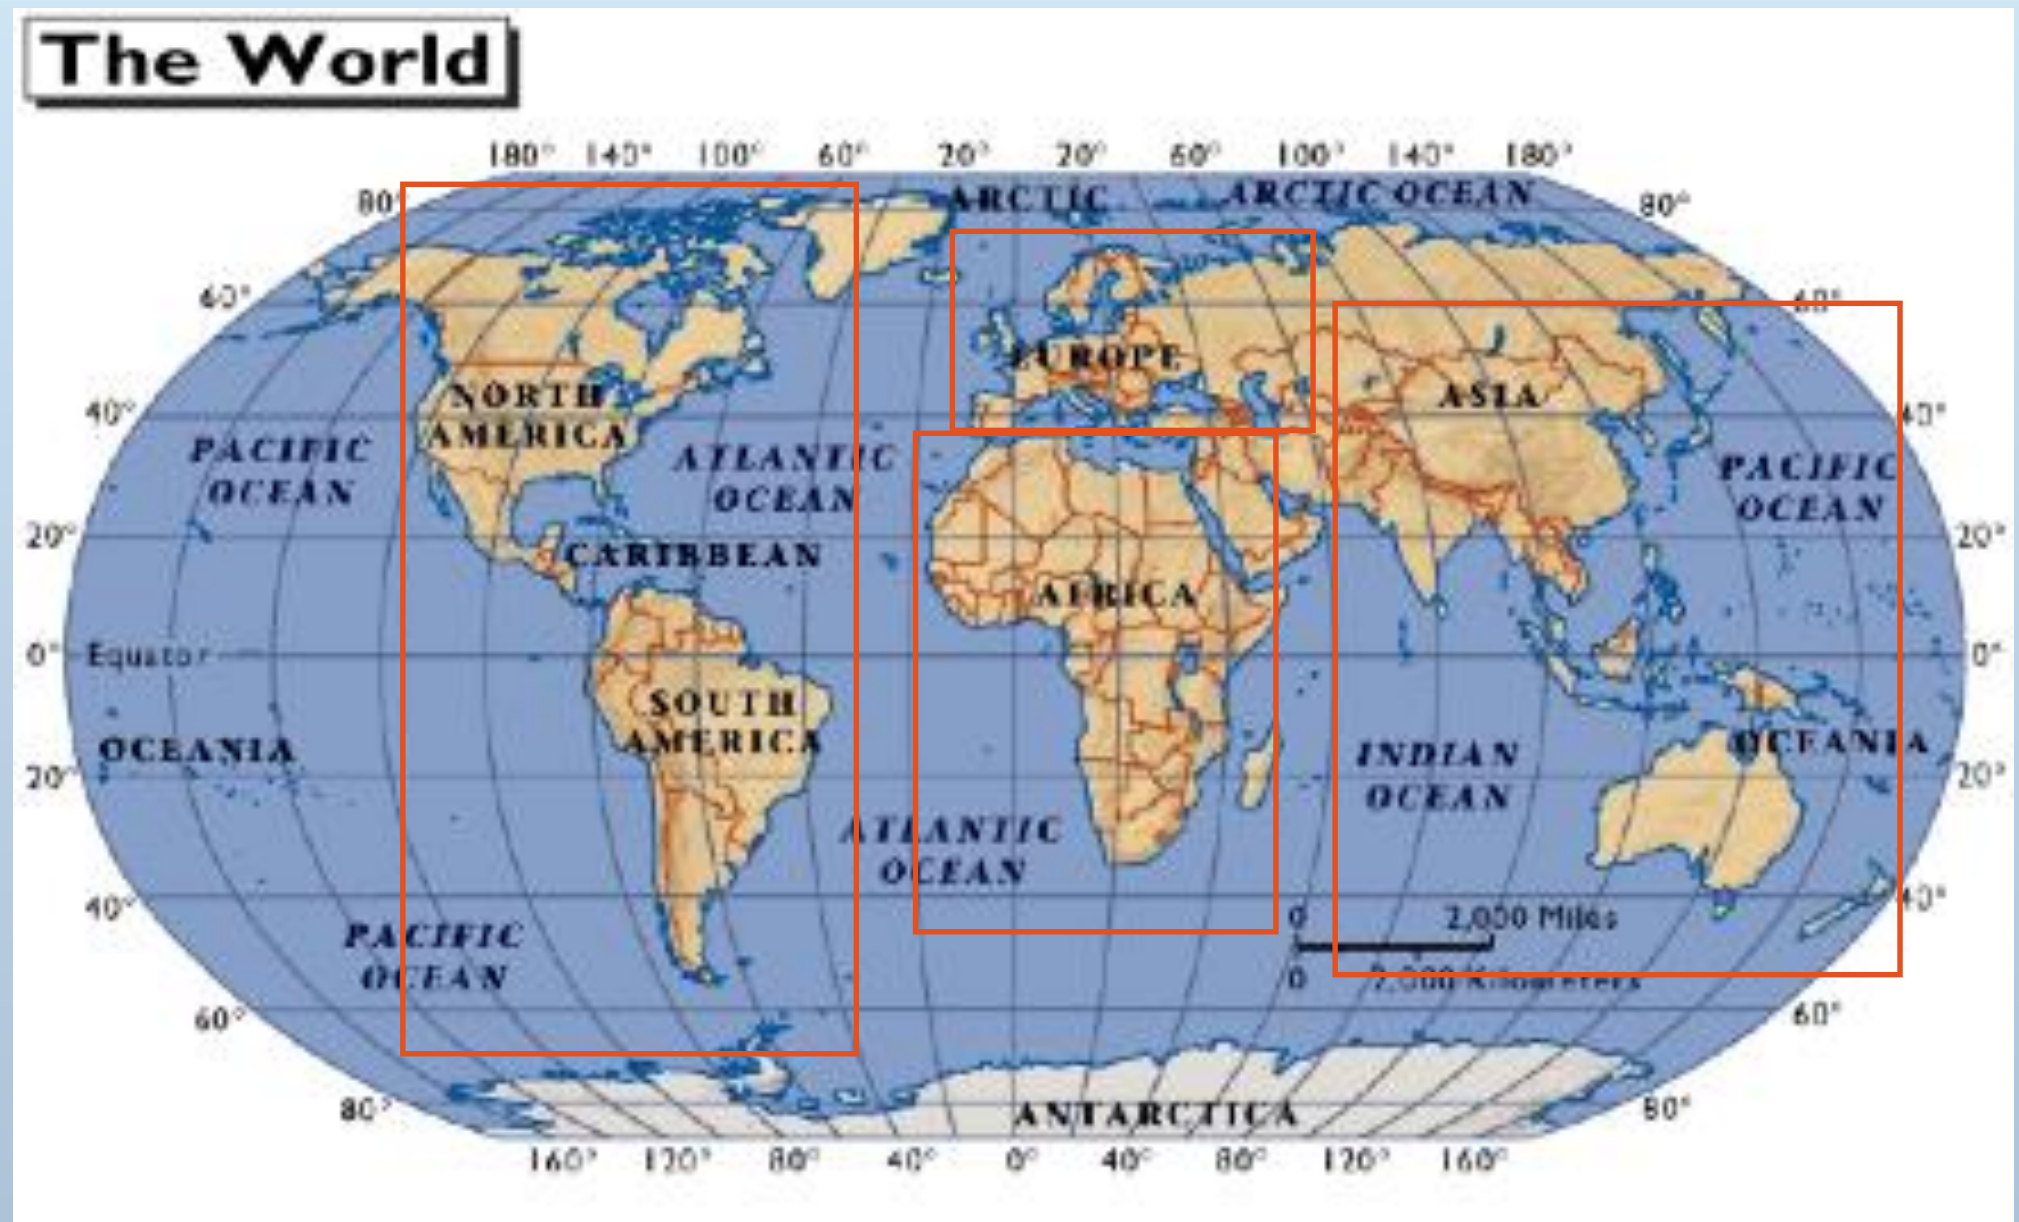 The World
180° 140° 100° 60° 20° 20° 60° 100° 140° 180°
ARCTIC
ARCTIC OCEAN
80°
80°
60°
60°
EUROPE
NORTH
AMERICA
ASIA
40°
40°
PACIFIC
OCEAN
ATLANTIC
OCEAN
PACIFIC
OCEAN
20°
20°
CARIBBEAN
AFRICA
0°
Equator
0°
SOUTH
AMERICA
OCEANIA
INDIAN
OCEAN
OCEANIA
20°
20°
ATLANTIC
OCEAN
40°
40°
0 2,000 Miles
0 2,000 Kilometers
PACIFIC
OCEAN
60°
60°
80°
80°
ANTARCTICA
160° 120° 80° 40° 0° 40° 80° 120° 160°